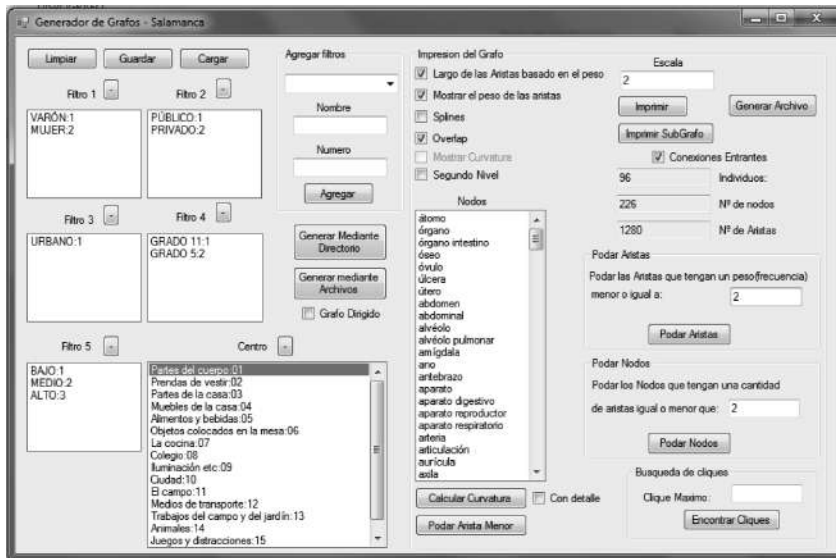 Generador de Grafos - Salamanca
Limpiar Guardar Cargar
Filtro 1 - Filtro 2 -
VARÓN:1
MUJER:2
PÚBLICO:1
PRIVADO:2
Filtro 3 - Filtro 4 -
URBANO:1
GRADO 11:1
GRADO 5:2
Filtro 5 - Centro -
BAJO:1
MEDIO:2
ALTO:3
Partes del cuerpo:01
Prendas de vestir:02
Partes de la casa:03
Muebles de la casa:04
Alimentos y bebidas:05
Objetos colocados en la mesa:06
La cocina:07
Colegio:08
Iluminación etc:09
Ciudad:10
El campo:11
Medios de transporte:12
Trabajos del campo y del jardín:13
Animales:14
Juegos y distracciones:15
Agregar filtros
Nombre
Numero
Agregar
Generar Mediante
Directorio
Generar mediante
Archivos
Grafo Dirigido
Impresion del Grafo
Largo de las Aristas basado en el peso
Mostrar el peso de las aristas
Splines
Overlap
Mostrar Curvatura
Segundo Nivel
Nodos
átomo
órgano
órgano intestino
óseo
óvulo
úlcera
útero
abdomen
abdominal
alvéolo
alvéolo pulmonar
amígdala
ano
antebrazo
aparato
aparato digestivo
aparato reproductor
aparato respiratorio
arteria
articulación
aurícula
axila
Calcular Curvatura Con detalle
Podar Arista Menor
Escala
2
Imprimir Generar Archivo
Imprimir SubGrafo
Conexiones Entrantes
96 Individuos:
226 Nº de nodos
1280 Nº de Aristas
Podar Aristas
Podar las Aristas que tengan un peso(frecuencia)
menor o igual a: 2
Podar Aristas
Podar Nodos
Podar los Nodos que tengan una cantidad
de aristas igual o menor que: 2
Podar Nodos
Busqueda de cliques
Clique Maximo:
Encontrar Cliques